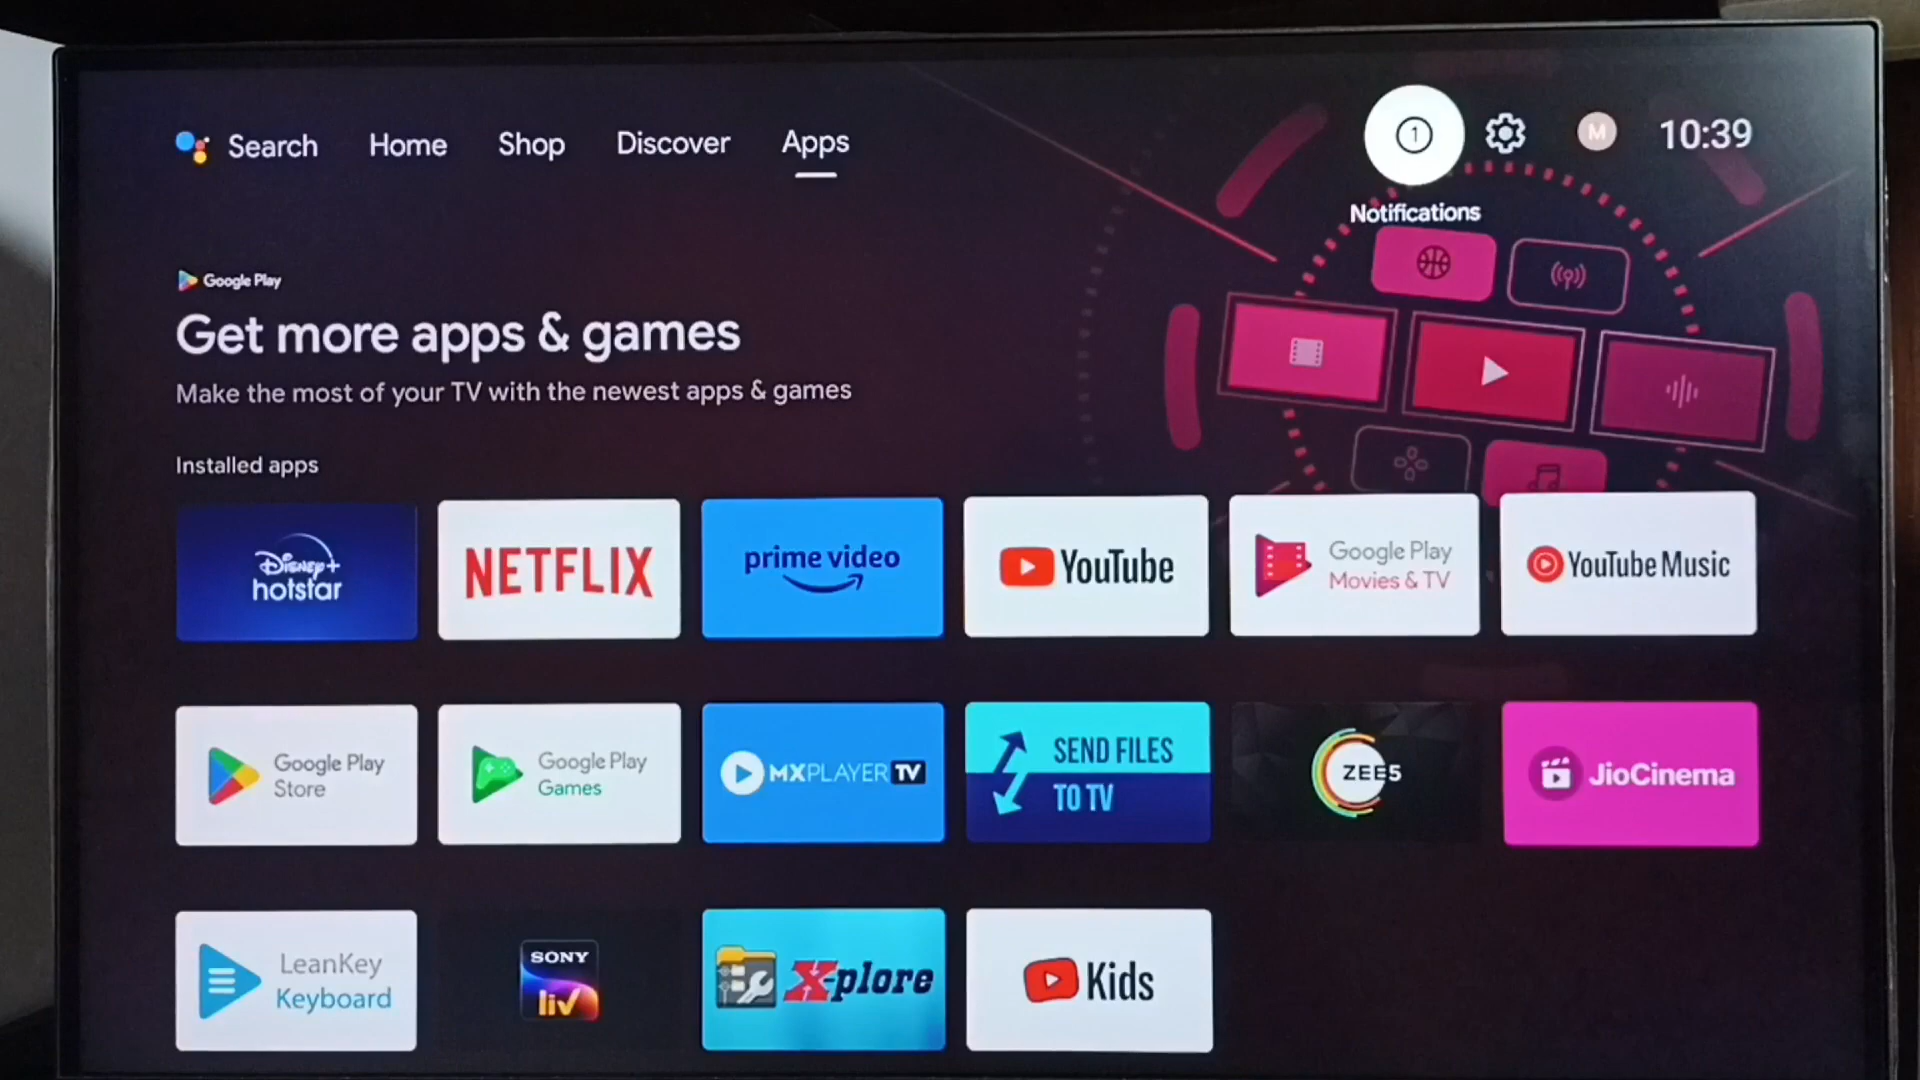 Search Home Shop Discover Apps
1
M
10:39
Notifications
Google Play
Get more apps & games
Make the most of your TV with the newest apps & games
Installed apps
Disney+
hotstar
NETFLIX
prime video
YouTube
Google Play
Movies & TV
YouTube Music
Google Play
Store
Google Play
Games
MXPLAYER TV
SEND FILES
TO TV
ZEE5
JioCinema
LeanKey
Keyboard
SONY
liv
X-plore
Kids